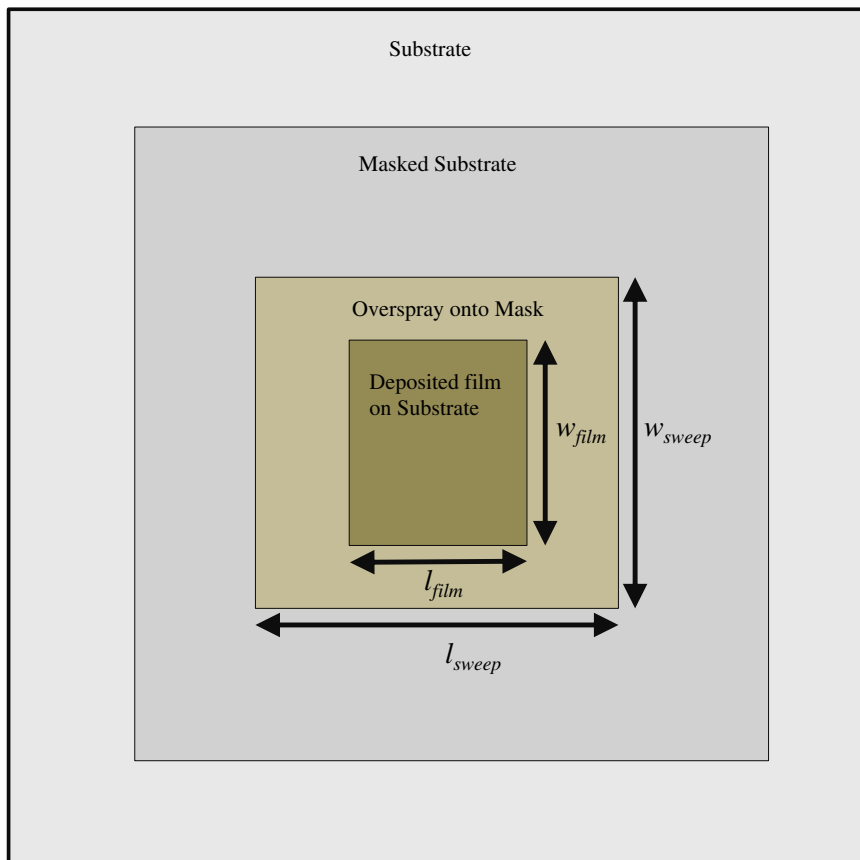 Substrate
Masked Substrate
Overspray onto Mask
Deposited film
on Substrate
w_film
w_sweep
l_film
l_sweep